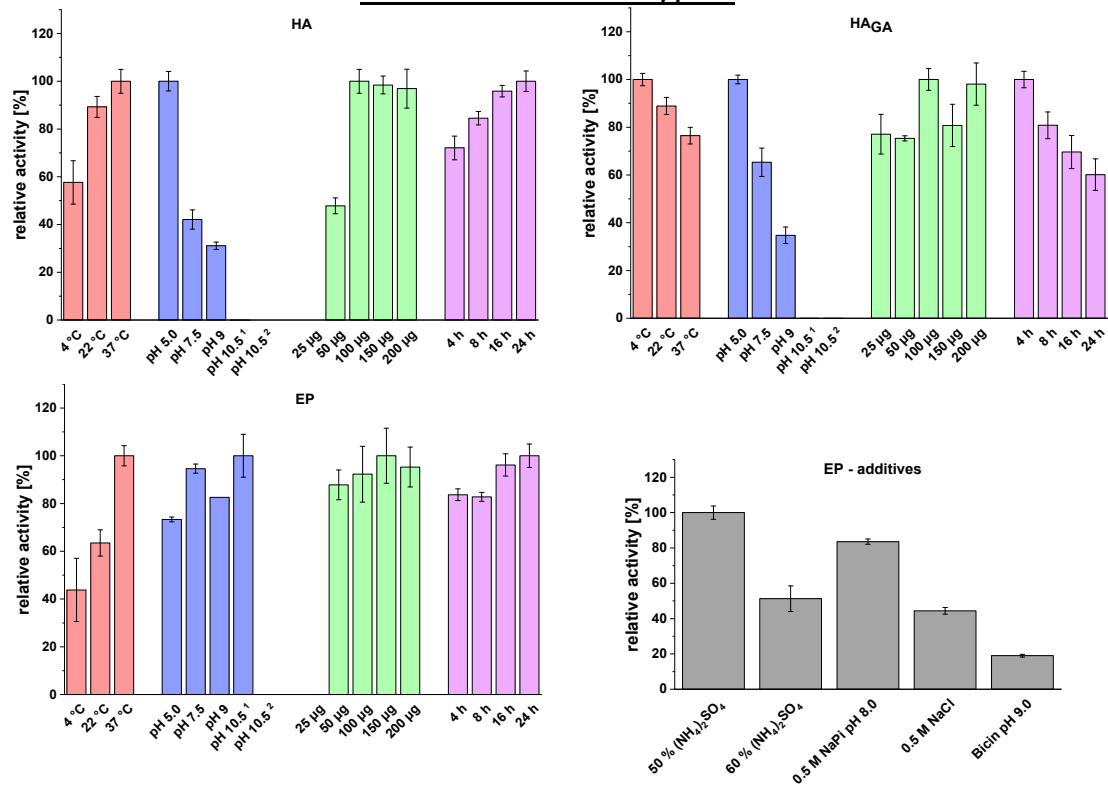 HA
relative activity [%]
120
100
80
60
40
20
0
4 °C
22 °C
37 °C
pH 5.0
pH 7.5
pH 9
pH 10.5 ¹
pH 10.5 ²
25 µg
50 µg
100 µg
150 µg
200 µg
4 h
8 h
16 h
24 h
HAGA
relative activity [%]
120
100
80
60
40
20
0
4 °C
22 °C
37 °C
pH 5.0
pH 7.5
pH 9
pH 10.5 ¹
pH 10.5 ²
25 µg
50 µg
100 µg
150 µg
200 µg
4 h
8 h
16 h
24 h
EP
relative activity [%]
120
100
80
60
40
20
0
4 °C
22 °C
37 °C
pH 5.0
pH 7.5
pH 9
pH 10.5 ¹
pH 10.5 ²
25 µg
50 µg
100 µg
150 µg
200 µg
4 h
8 h
16 h
24 h
EP - additives
relative activity [%]
120
100
80
60
40
20
0
50 % (NH₄)₂SO₄
60 % (NH₄)₂SO₄
0.5 M NaPi pH 8.0
0.5 M NaCl
Bicin pH 9.0